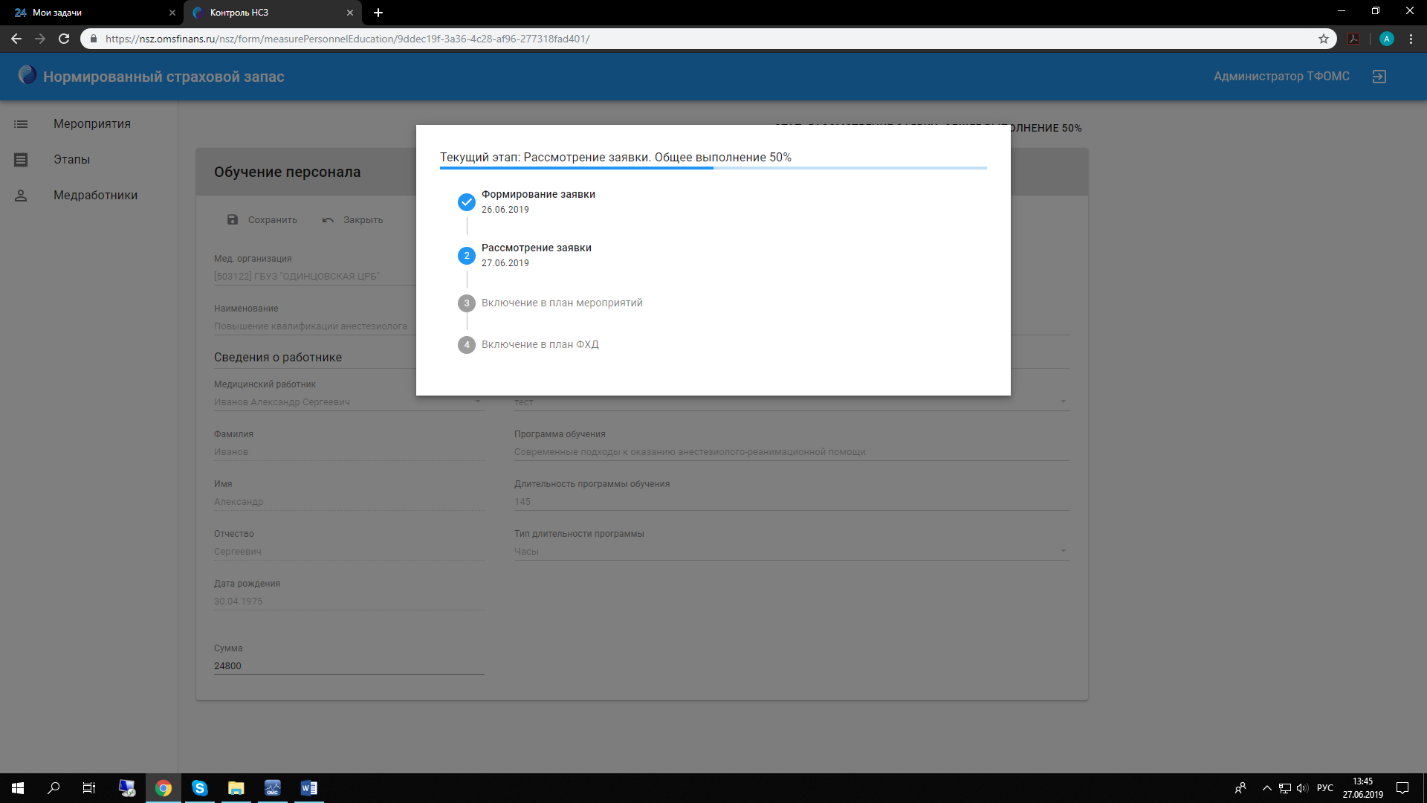 Мои задачи
Контроль НСЗ
https://nsz.omsfinans.ru/nsz/form/measurePersonnelEducation/9ddec19f-3a36-4c28-af96-277318fad401/
A
Нормированный страховой запас
Администратор ТФОМС
Мероприятия
Этапы
Медработники
50%
Обучение персонала
Сохранить
Закрыть
Текущий этап: Рассмотрение заявки. Общее выполнение 50%
Формирование заявки
26.06.2019
2
Рассмотрение заявки
27.06.2019
3
Включение в план мероприятий
4
Включение в план ФХД
Мед. организация
[503122] ГБУЗ "ОДИНЦОВСКАЯ ЦРБ"
Наименование
Повышение квалификации анестезиолога
Сведения о работнике
Медицинский работник
Иванов Александр Сергеевич
тест
Фамилия
Иванов
Программа обучения
Современные подходы к оказанию анестезиолого-реанимационной помощи
Имя
Александр
Длительность программы обучения
145
Отчество
Сергеевич
Тип длительности программы
Часы
Дата рождения
30.04.1975
Сумма
24800
РУС
13:45
27.06.2019